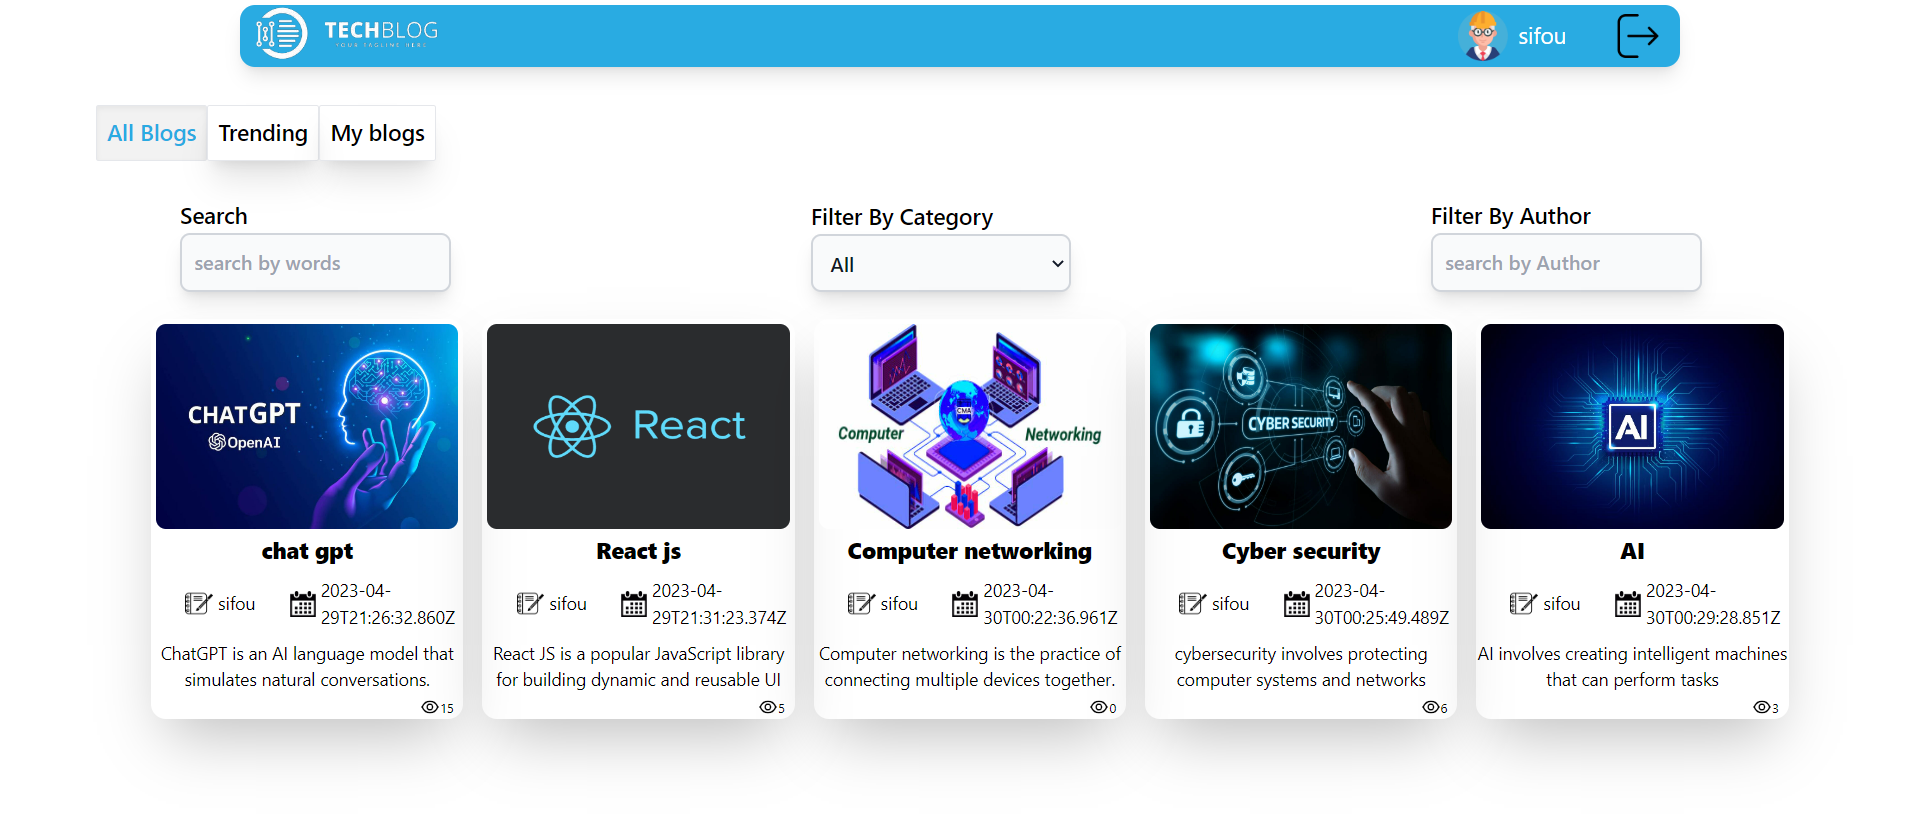 TECHBLOG
YOUR TAGLINE HERE
sifou
All Blogs
Trending
My blogs
Search
search by words
Filter By Category
All
Filter By Author
search by Author
CHATGPT
OpenAI
chat gpt
sifou
2023-04-
29T21:26:32.860Z
ChatGPT is an AI language model that
simulates natural conversations.
15
React
React js
sifou
2023-04-
29T21:31:23.374Z
React JS is a popular JavaScript library
for building dynamic and reusable UI
5
CMA
Computer
Networking
Computer networking
sifou
2023-04-
30T00:22:36.961Z
Computer networking is the practice of
connecting multiple devices together.
0
CYBER SECURITY
Cyber security
sifou
2023-04-
30T00:25:49.489Z
cybersecurity involves protecting
computer systems and networks
6
AI
AI
sifou
2023-04-
30T00:29:28.851Z
AI involves creating intelligent machines
that can perform tasks
3